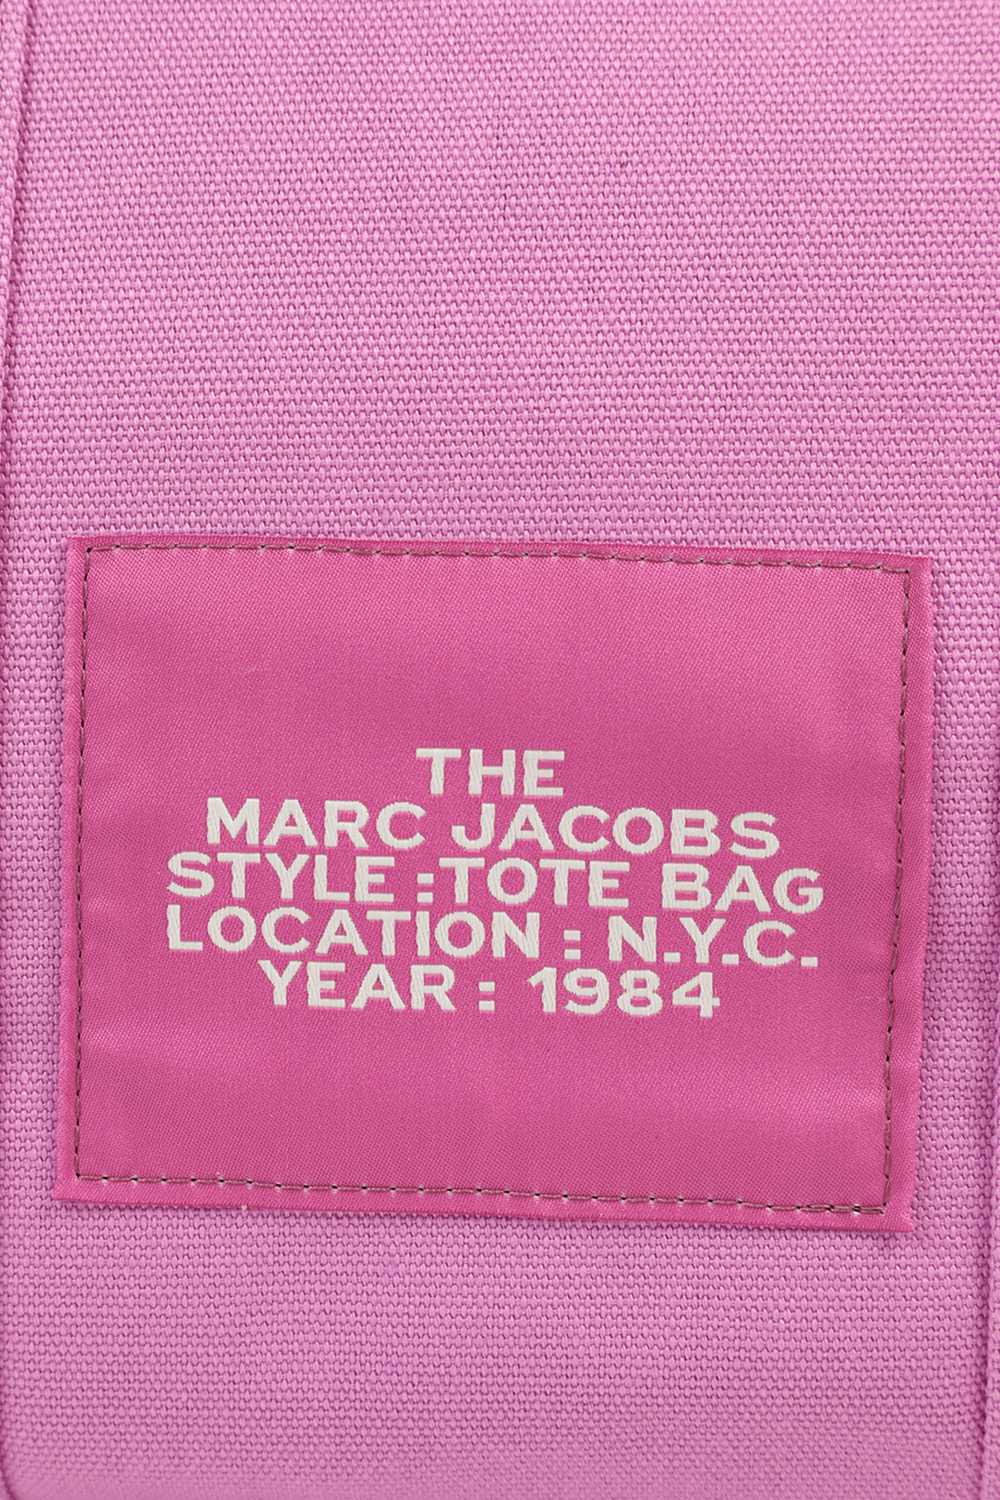 THE
MARC JACOBS
STYLE :TOTE BAG
LOCATION : N.Y.C.
YEAR : 1984